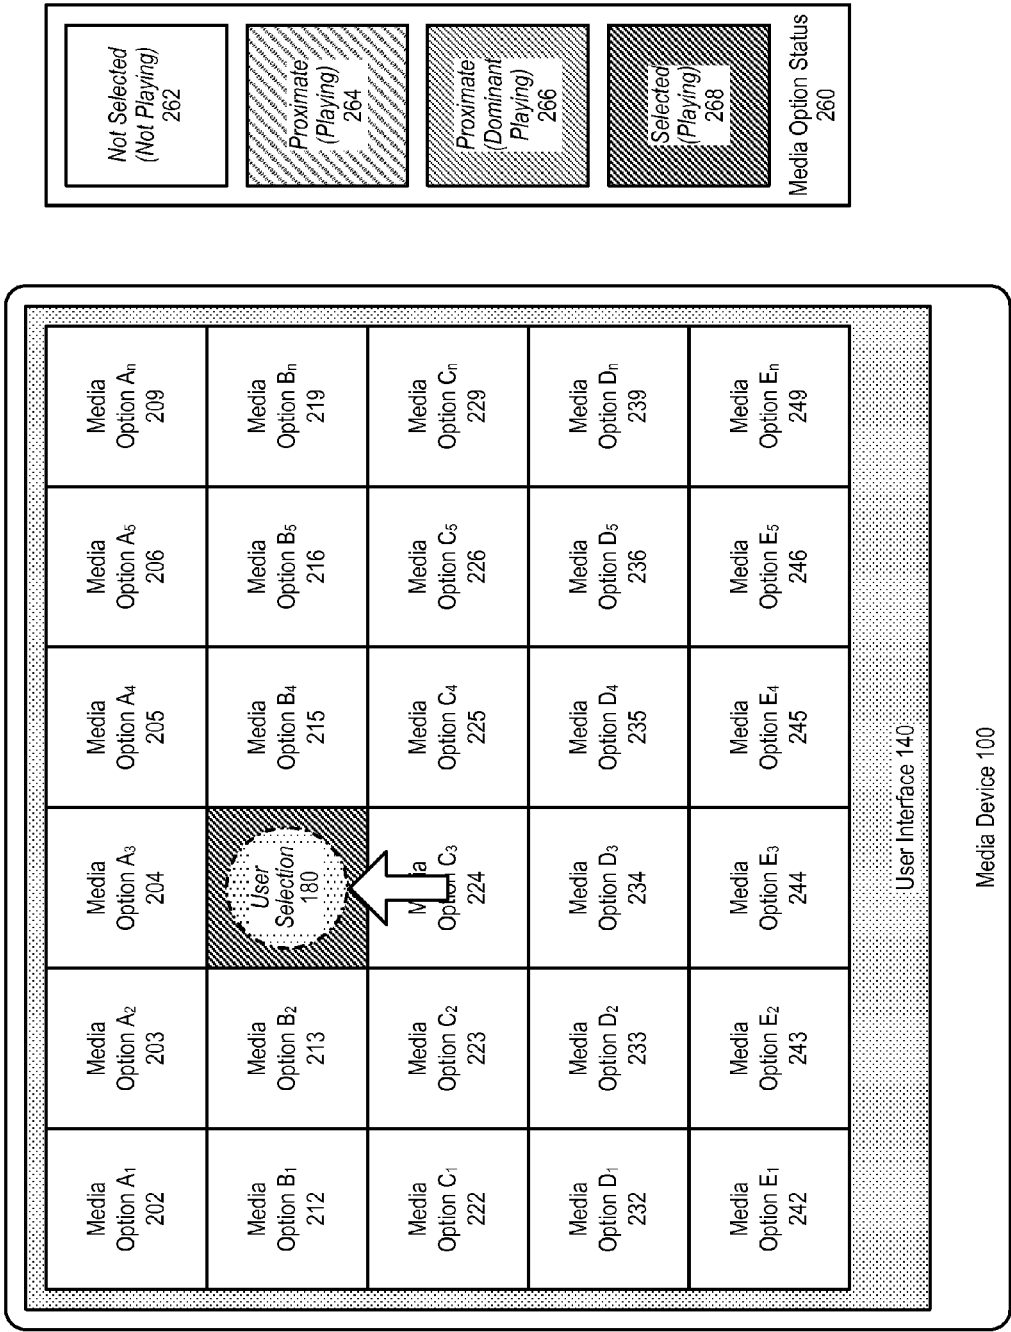 Media
Option A₁
202
Media
Option A₂
203
Media
Option A₃
204
Media
Option A₄
205
Media
Option A₅
206
Media
Option Aₙ
209
Media
Option B₁
212
Media
Option B₂
213
User
Selection
180
Media
Option B₄
215
Media
Option B₅
216
Media
Option Bₙ
219
Media
Option C₁
222
Media
Option C₂
223
Option C₃
224
Media
Option C₄
225
Media
Option C₅
226
Media
Option Cₙ
229
Media
Option D₁
232
Media
Option D₂
233
Media
Option D₃
234
Media
Option D₄
235
Media
Option D₅
236
Media
Option Dₙ
239
Media
Option E₁
242
Media
Option E₂
243
Media
Option E₃
244
Media
Option E₄
245
Media
Option E₅
246
Media
Option Eₙ
249
User Interface 140
Media Device 100
Not Selected
(Not Playing)
262
Proximate
(Playing)
264
Proximate
(Dominant
Playing)
266
Selected
(Playing)
268
Media Option Status
260